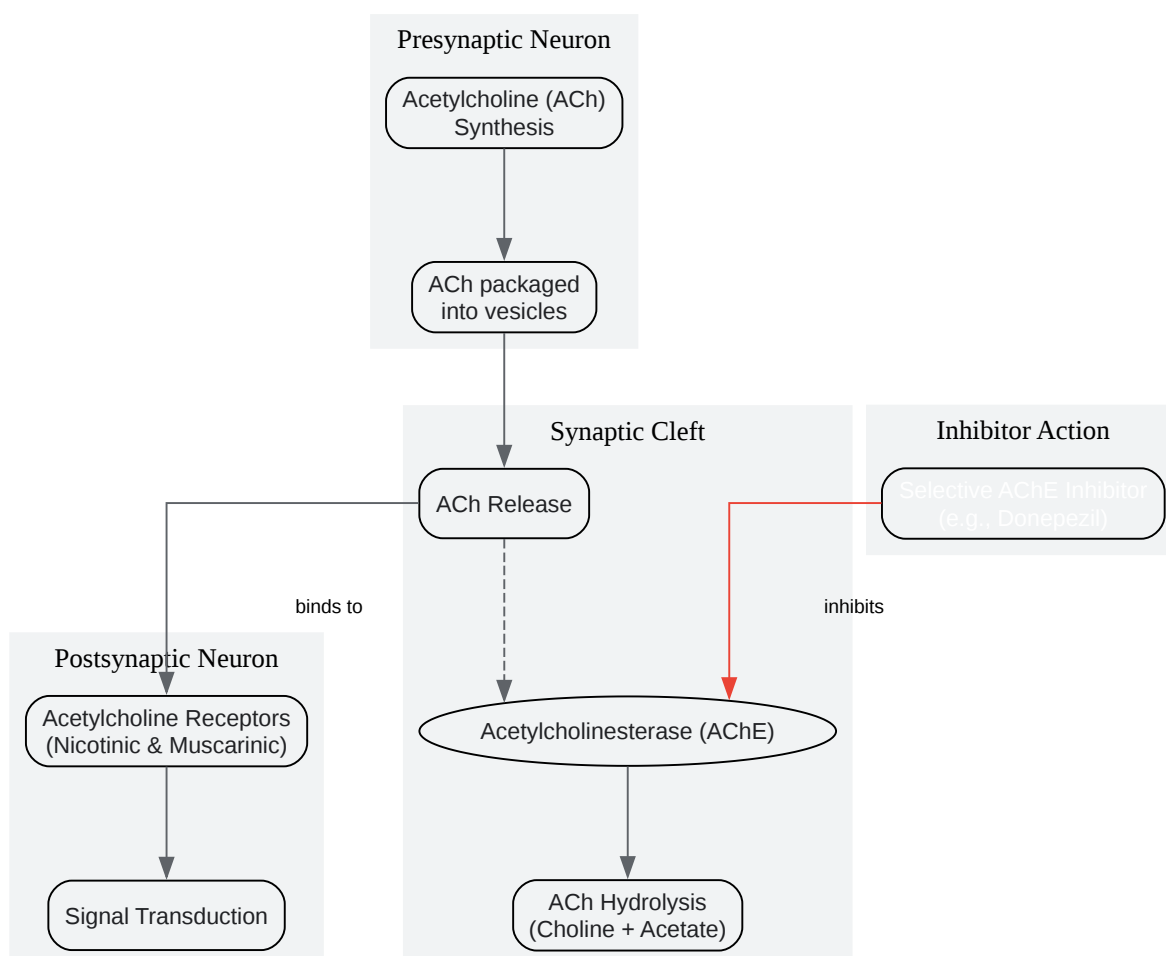 Presynaptic Neuron
Acetylcholine (ACh)
Synthesis
ACh packaged
into vesicles
Synaptic Cleft
Inhibitor Action
ACh Release
Selective AChE Inhibitor
(e.g., Donepezil)
binds to
inhibits
Postsynaptic Neuron
Acetylcholine Receptors
(Nicotinic & Muscarinic)
Acetylcholinesterase (AChE)
Signal Transduction
ACh Hydrolysis
(Choline + Acetate)